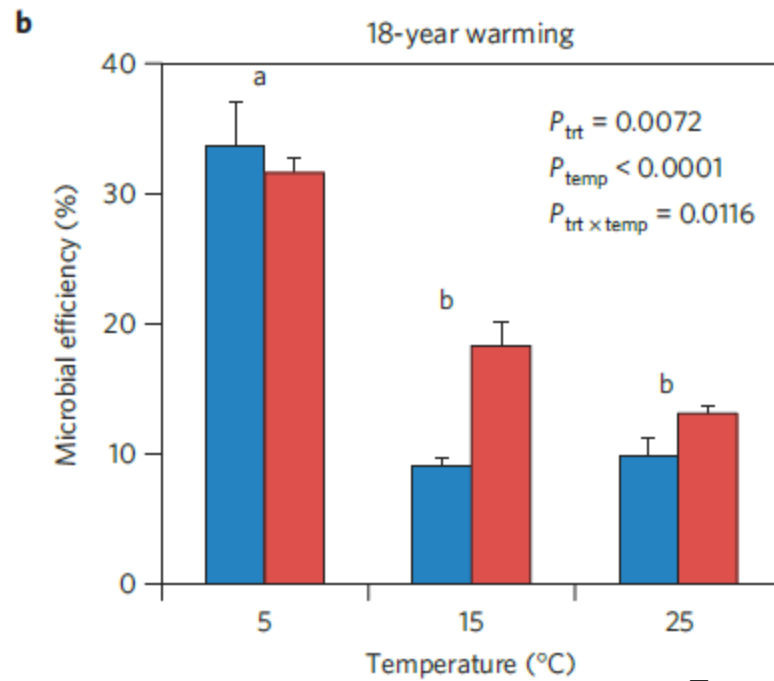 b
18-year warming
40
a
P_trt = 0.0072
P_temp < 0.0001
P_trt × temp = 0.0116
30
Microbial efficiency (%)
20
b
b
10
0
5 15 25
Temperature (°C)